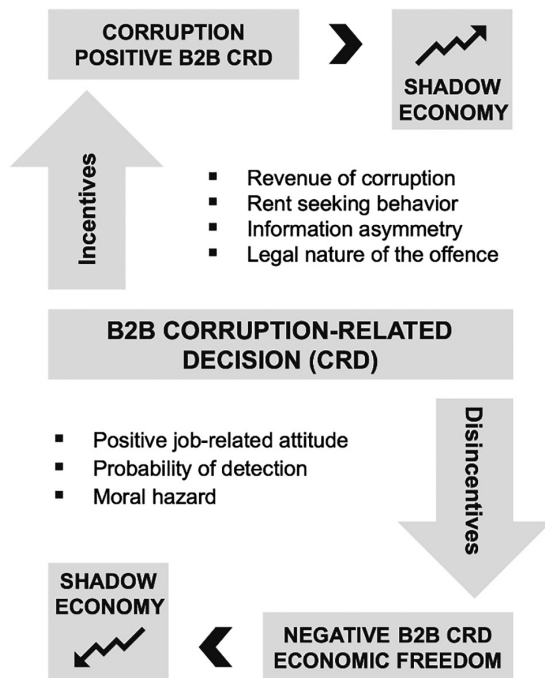 CORRUPTION
POSITIVE B2B CRD
SHADOW
ECONOMY
Incentives
▪ Revenue of corruption
▪ Rent seeking behavior
▪ Information asymmetry
▪ Legal nature of the offence
B2B CORRUPTION-RELATED
DECISION (CRD)
▪ Positive job-related attitude
▪ Probability of detection
▪ Moral hazard
Disincentives
SHADOW
ECONOMY
NEGATIVE B2B CRD
ECONOMIC FREEDOM